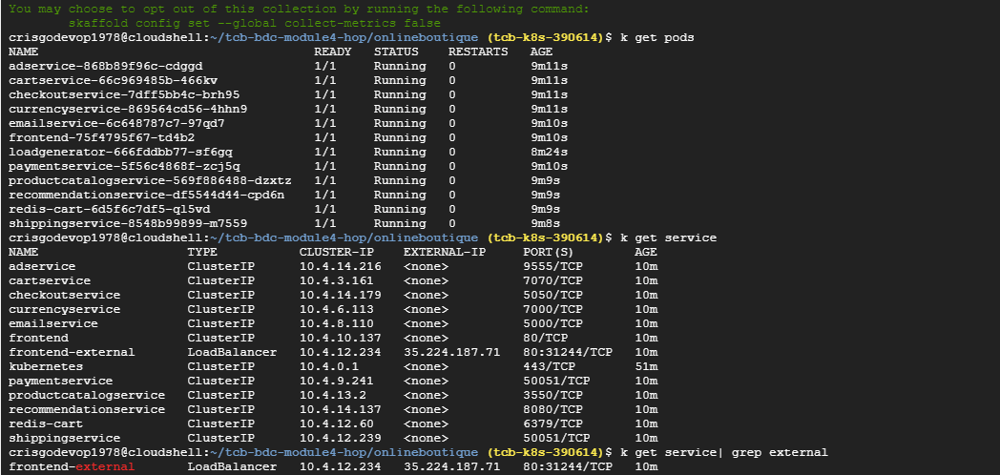 You may choose to opt out of this collection by running the following command:
        skaffold config set --global collect-metrics false
crisgodevop1978@cloudshell:~/tcb-bdc-module4-hop/onlineboutique (tcb-k8s-390614)$ k get pods
NAME                                     READY   STATUS    RESTARTS   AGE
adservice-868b89f96c-cdggd               1/1     Running   0          9m11s
cartservice-66c969485b-466kv             1/1     Running   0          9m11s
checkoutservice-7dff5bb4c-brh95          1/1     Running   0          9m11s
currencyservice-869564cd56-4hhn9         1/1     Running   0          9m11s
emailservice-6c648787c7-97qd7            1/1     Running   0          9m10s
frontend-75f4795f67-td4b2                1/1     Running   0          9m10s
loadgenerator-666fddbb77-sf6gq           1/1     Running   0          8m24s
paymentservice-5f56c4868f-zcj5q          1/1     Running   0          9m10s
productcatalogservice-569f886488-dzxtz   1/1     Running   0          9m9s
recommendationservice-df5544d44-cpd6n    1/1     Running   0          9m9s
redis-cart-6d5f6c7df5-ql5vd              1/1     Running   0          9m9s
shippingservice-8548b99899-m7559         1/1     Running   0          9m8s
crisgodevop1978@cloudshell:~/tcb-bdc-module4-hop/onlineboutique (tcb-k8s-390614)$ k get service
NAME                    TYPE           CLUSTER-IP    EXTERNAL-IP     PORT(S)        AGE
adservice               ClusterIP      10.4.14.216   <none>          9555/TCP       10m
cartservice             ClusterIP      10.4.3.161    <none>          7070/TCP       10m
checkoutservice         ClusterIP      10.4.14.179   <none>          5050/TCP       10m
currencyservice         ClusterIP      10.4.6.113    <none>          7000/TCP       10m
emailservice            ClusterIP      10.4.8.110    <none>          5000/TCP       10m
frontend                ClusterIP      10.4.10.137   <none>          80/TCP         10m
frontend-external       LoadBalancer   10.4.12.234   35.224.187.71   80:31244/TCP   10m
kubernetes              ClusterIP      10.4.0.1      <none>          443/TCP        51m
paymentservice          ClusterIP      10.4.9.241    <none>          50051/TCP      10m
productcatalogservice   ClusterIP      10.4.13.2     <none>          3550/TCP       10m
recommendationservice   ClusterIP      10.4.14.137   <none>          8080/TCP       10m
redis-cart              ClusterIP      10.4.12.60    <none>          6379/TCP       10m
shippingservice         ClusterIP      10.4.12.239   <none>          50051/TCP      10m
crisgodevop1978@cloudshell:~/tcb-bdc-module4-hop/onlineboutique (tcb-k8s-390614)$ k get service| grep external
frontend-external       LoadBalancer   10.4.12.234   35.224.187.71   80:31244/TCP   10m